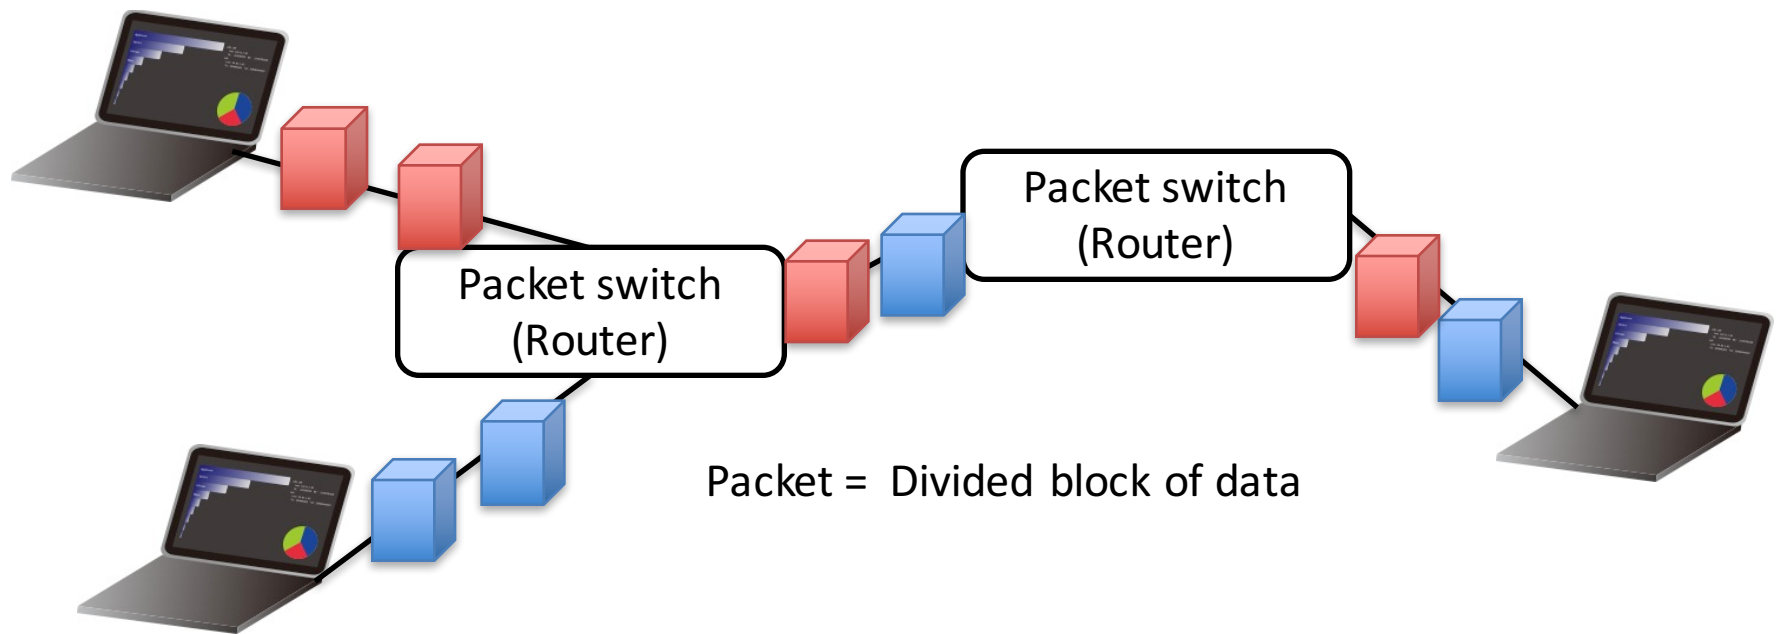 Packet switch
(Router)
Packet switch
(Router)
Packet = Divided block of data